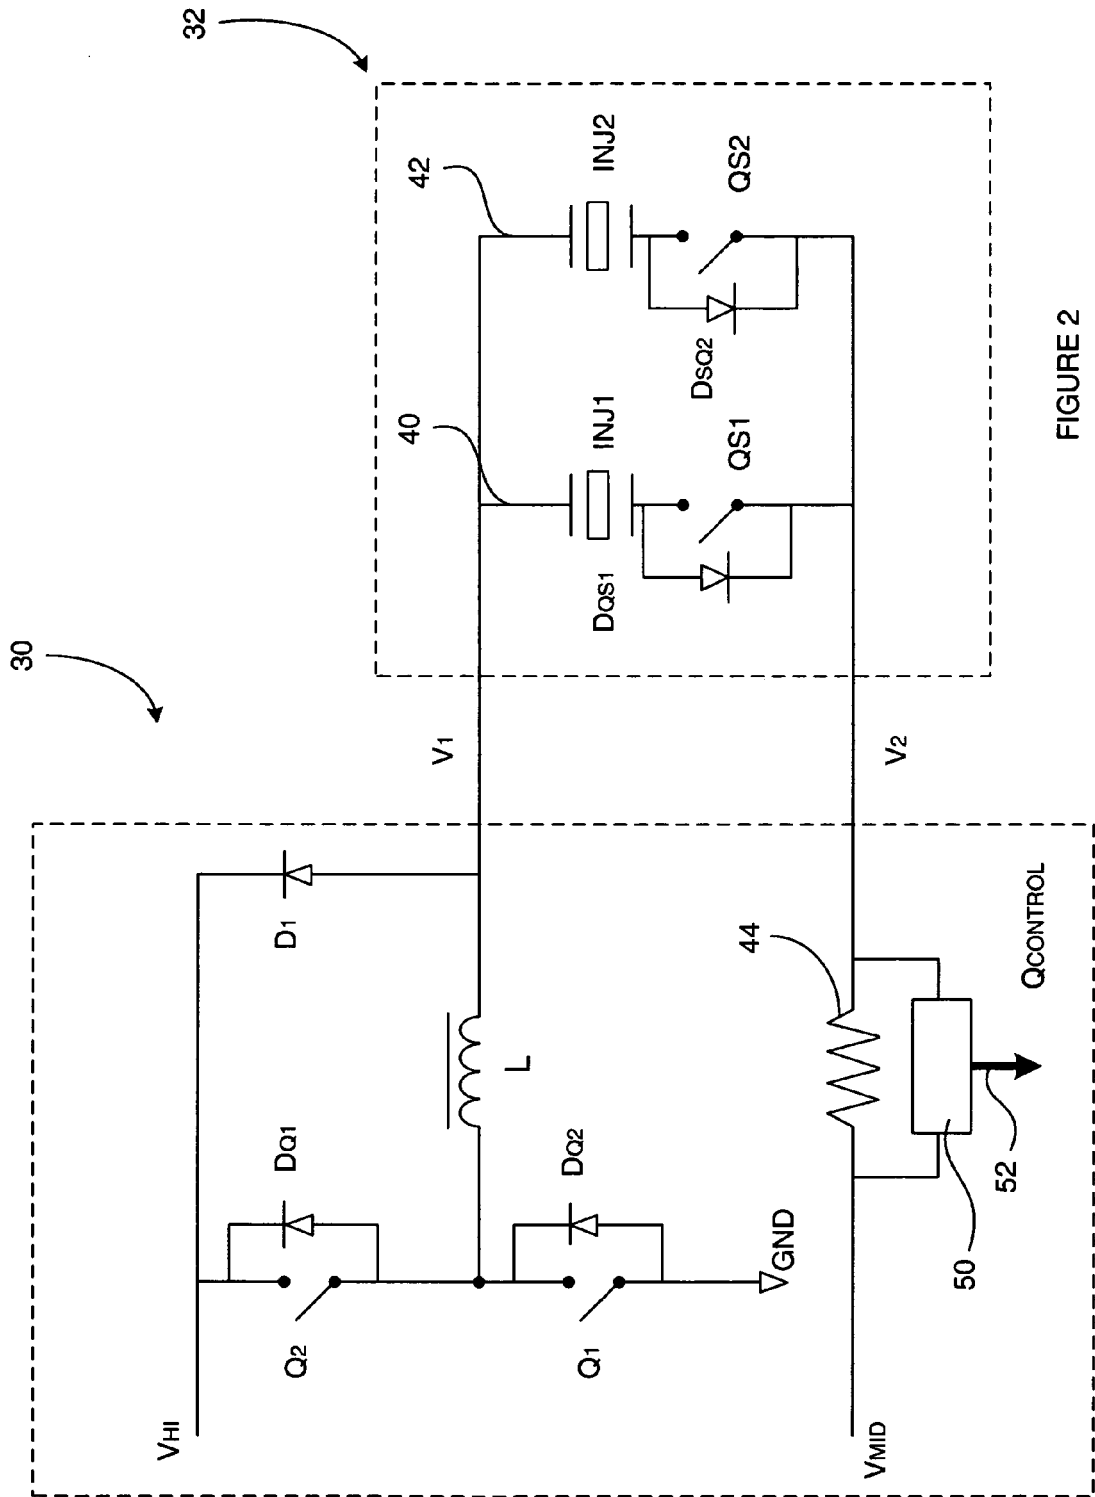 30
32
VHI
Q2
DQ1
D1
V1
40
42
INJ1
INJ2
L
DQS1
QS1
DSQ2
QS2
Q1
DQ2
GND
44
V2
VMID
50
52
QCONTROL
FIGURE 2